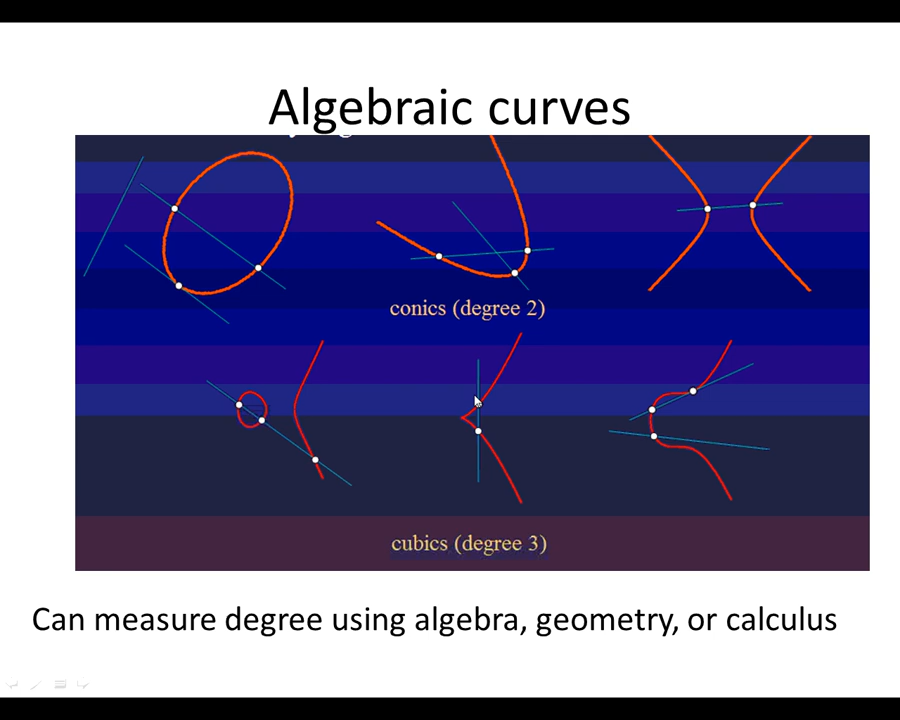 Algebraic curves
conics (degree 2)
cubics (degree 3)
Can measure degree using algebra, geometry, or calculus